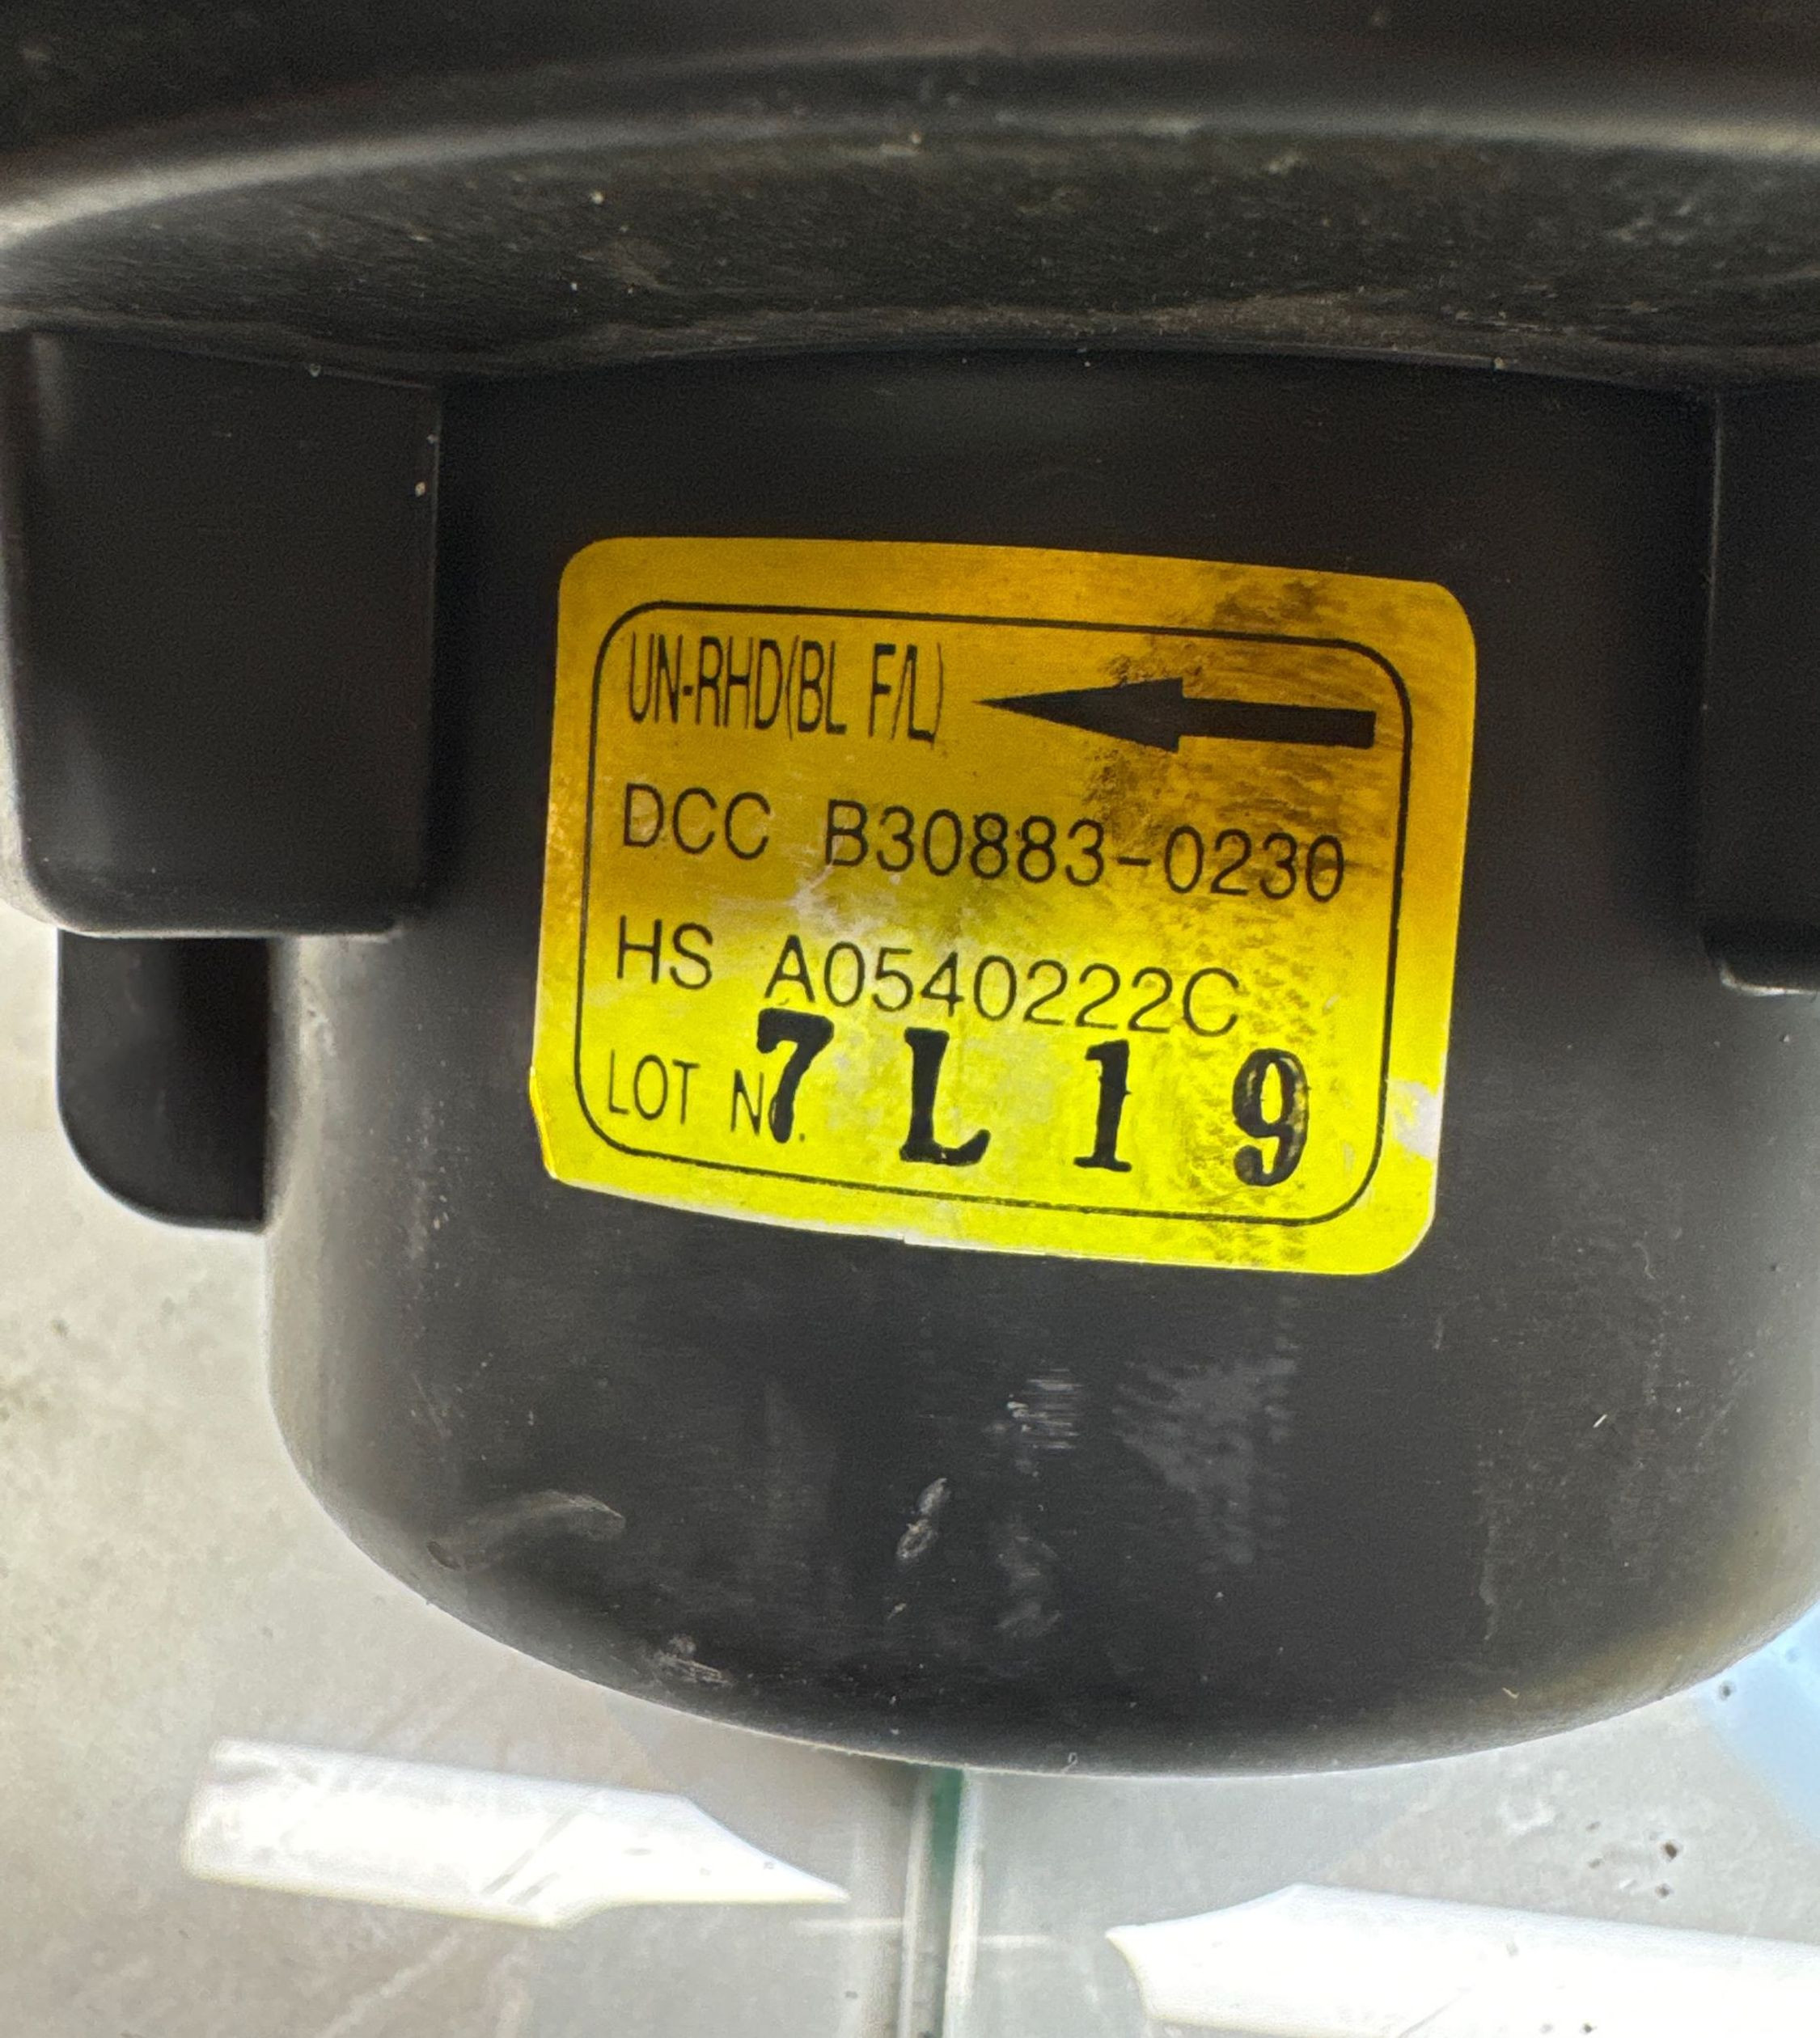 UN-RHD(BL F/L)
DCC B30883-0230
HS A0540222C
LOT No. 7 L 1 9